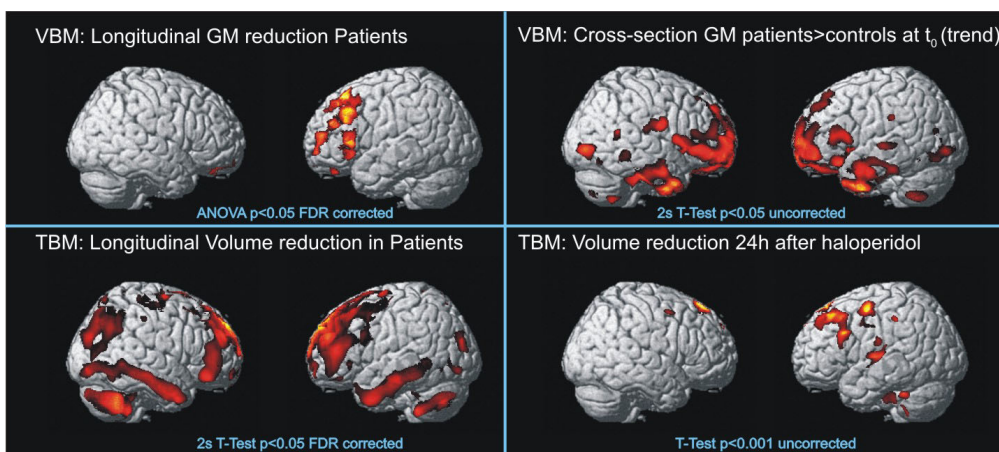 VBM: Longitudinal GM reduction Patients
ANOVA p<0.05 FDR corrected
VBM: Cross-section GM patients>controls at t0 (trend)
2s T-Test p<0.05 uncorrected
TBM: Longitudinal Volume reduction in Patients
2s T-Test p<0.05 FDR corrected
TBM: Volume reduction 24h after haloperidol
T-Test p<0.001 uncorrected